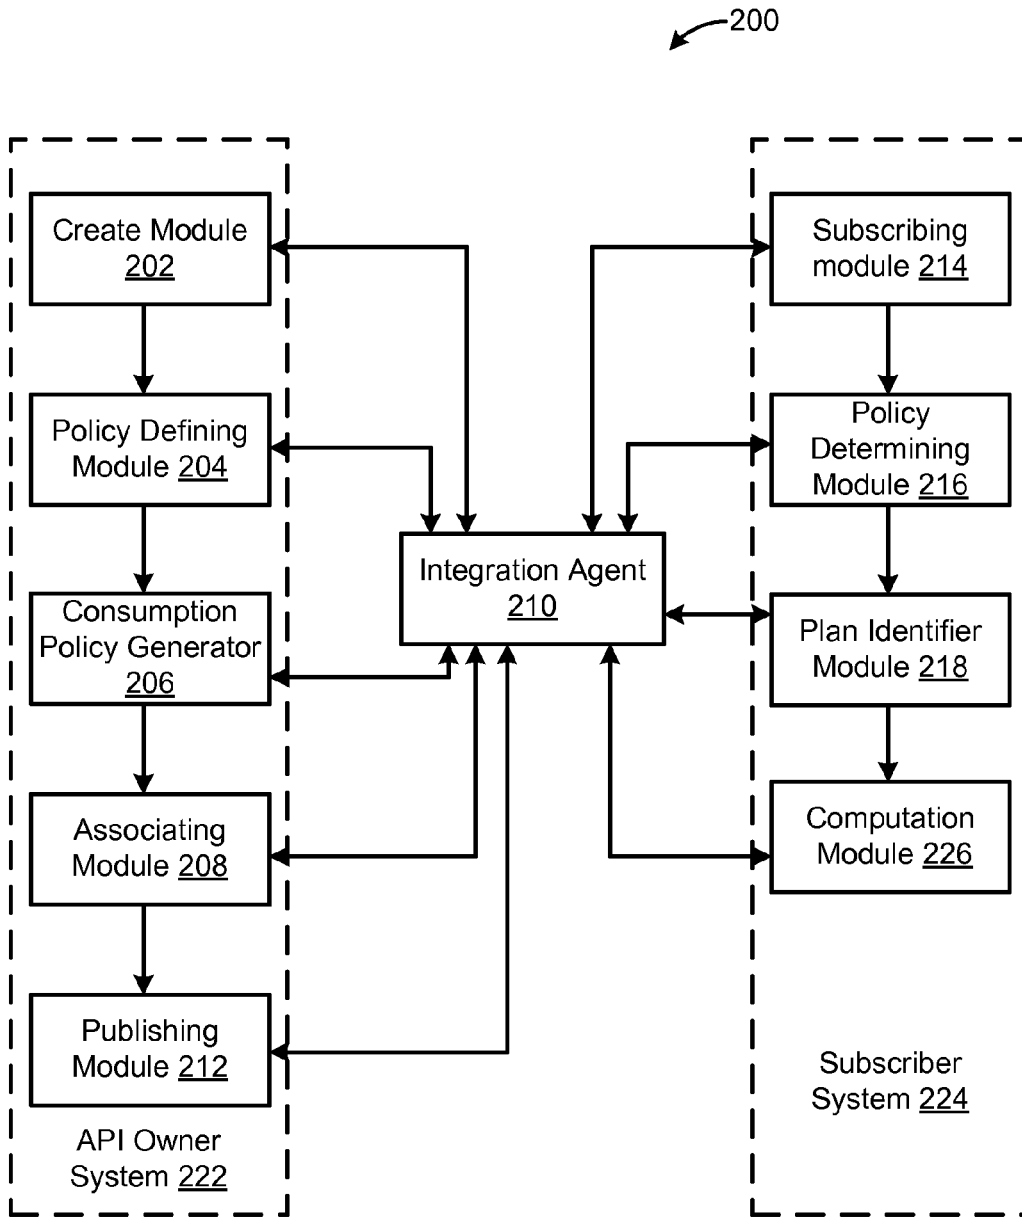 200
Create Module
202
Policy Defining
Module 204
Consumption
Policy Generator
206
Associating
Module 208
Publishing
Module 212
API Owner
System 222
Integration Agent
210
Subscribing
module 214
Policy
Determining
Module 216
Plan Identifier
Module 218
Computation
Module 226
Subscriber
System 224